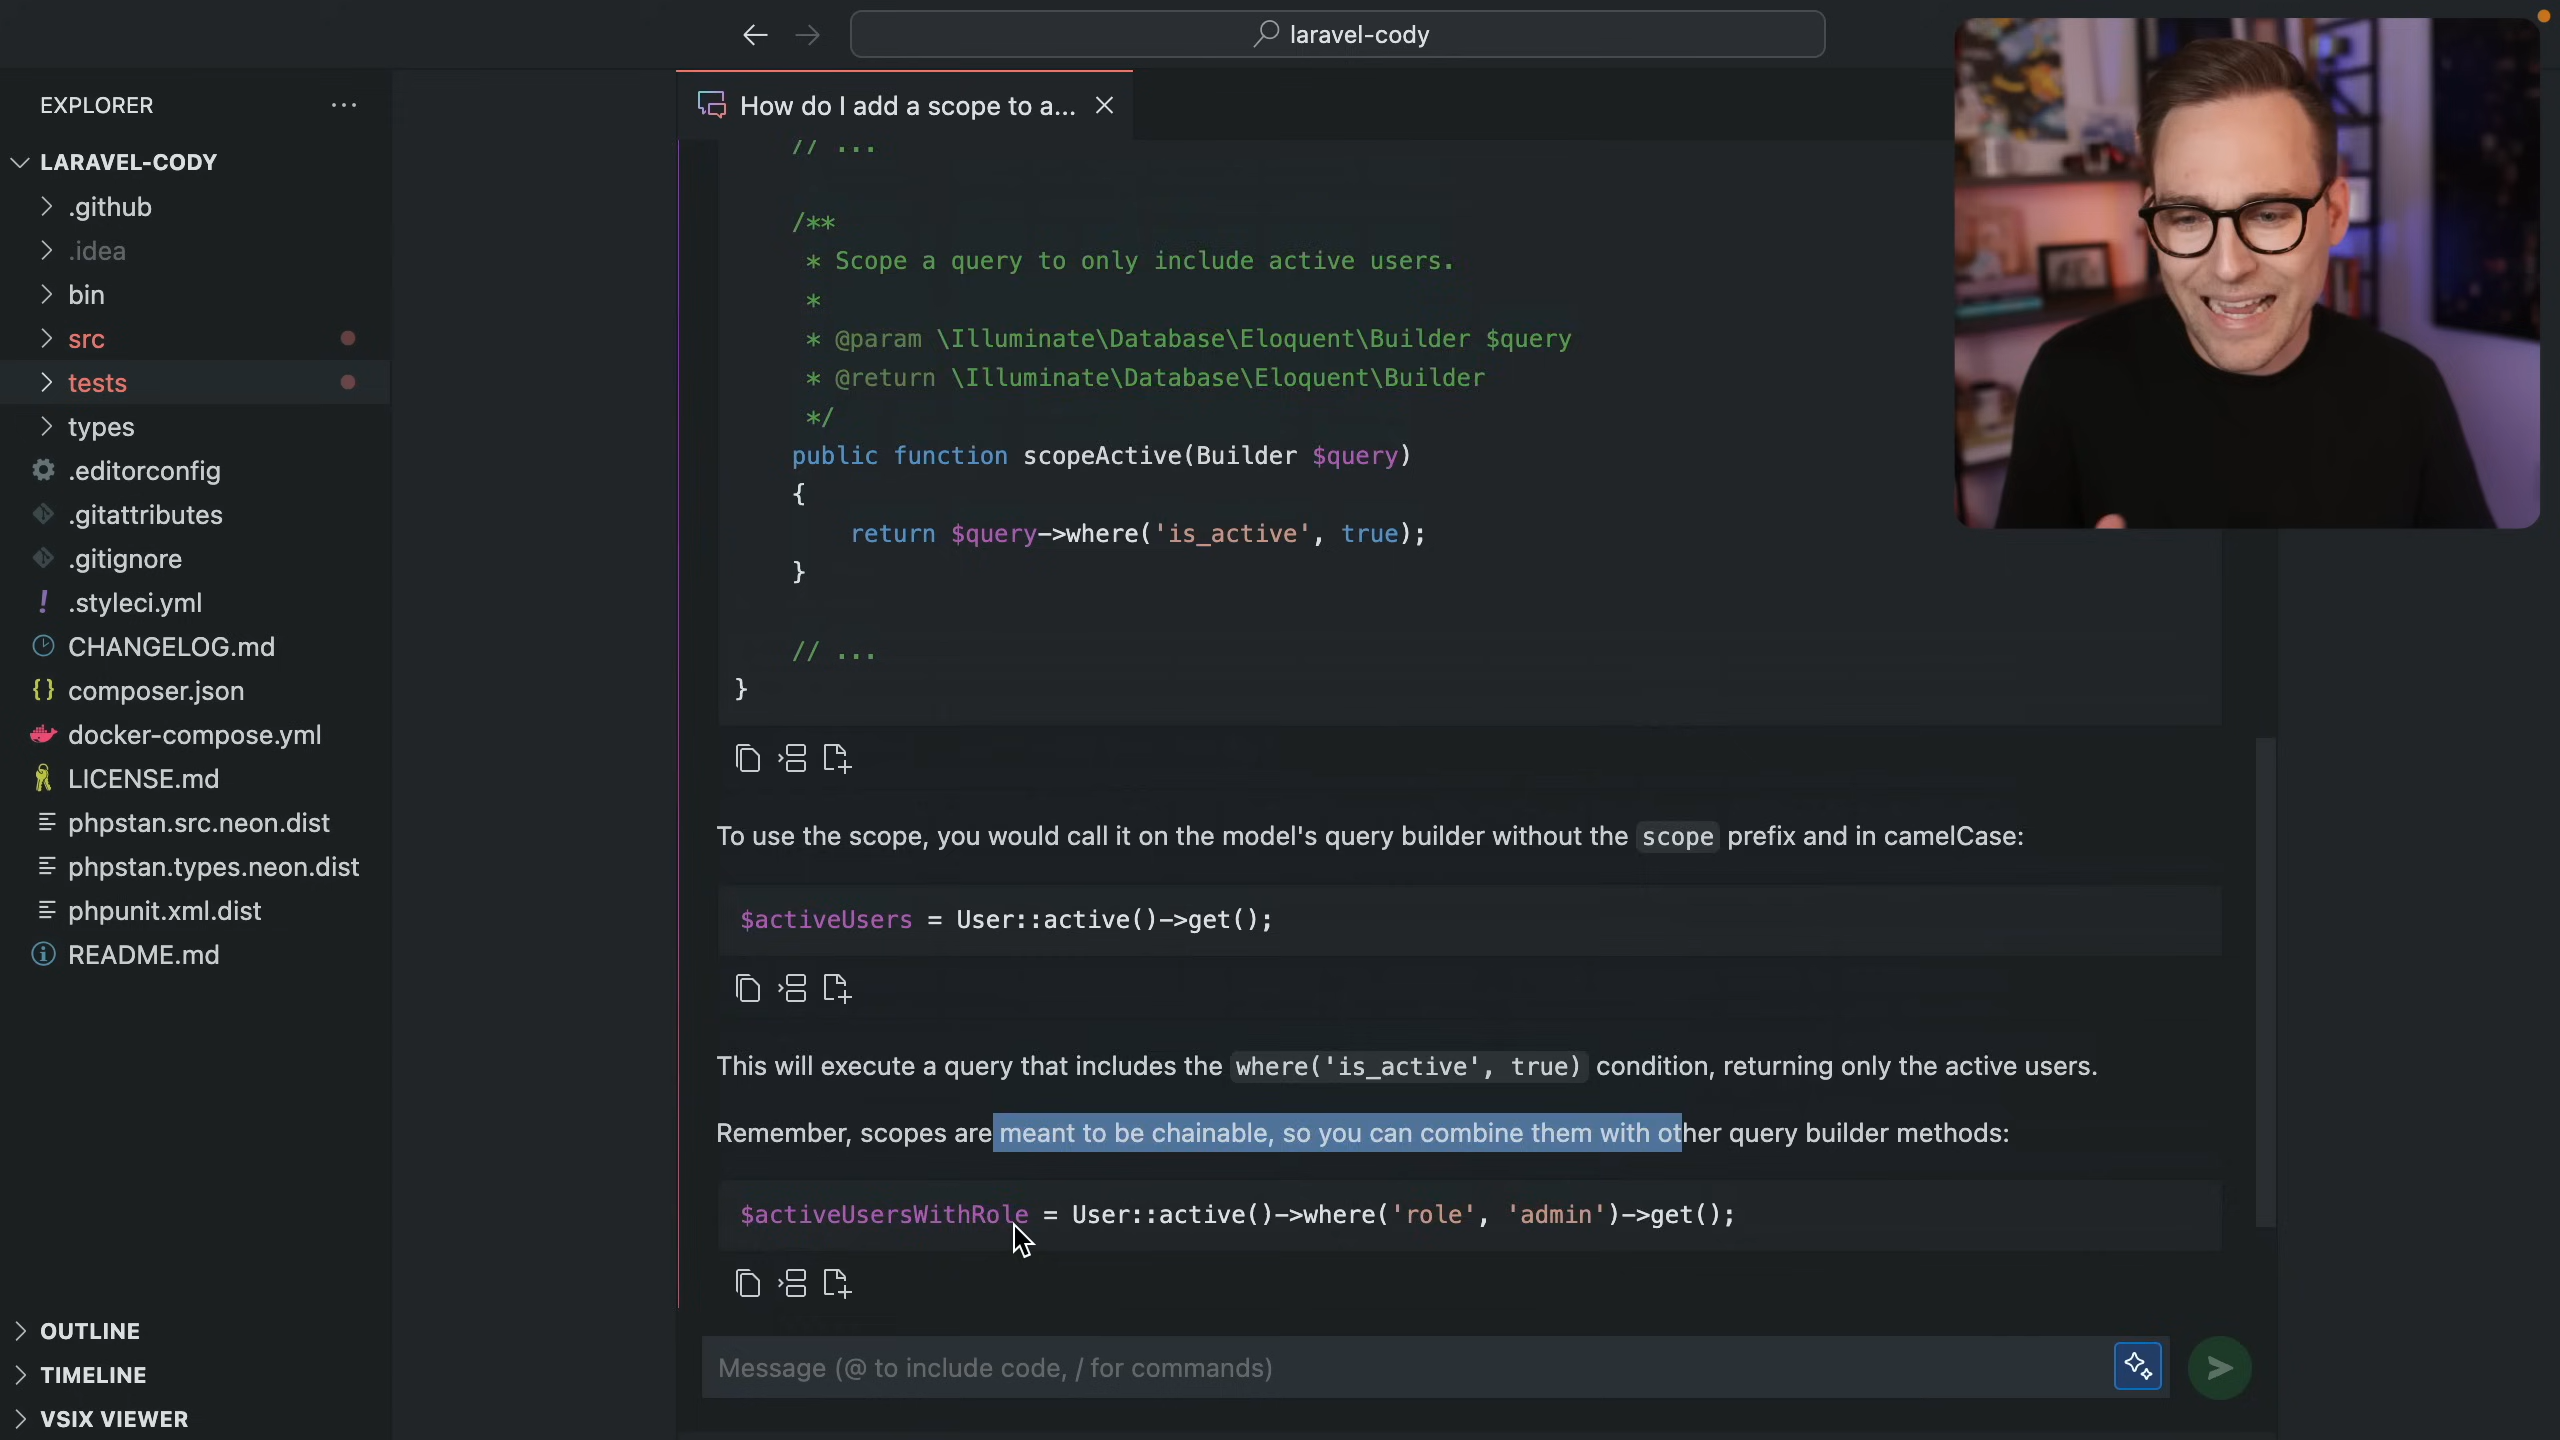 laravel-cody
EXPLORER
LARAVEL-CODY
.github
.idea
bin
src
tests
types
.editorconfig
.gitattributes
.gitignore
.styleci.yml
CHANGELOG.md
composer.json
docker-compose.yml
LICENSE.md
phpstan.src.neon.dist
phpstan.types.neon.dist
phpunit.xml.dist
README.md
OUTLINE
TIMELINE
VSIX VIEWER
How do I add a scope to a...
// ...
/**
* Scope a query to only include active users.
*
* @param \Illuminate\Database\Eloquent\Builder $query
* @return \Illuminate\Database\Eloquent\Builder
*/
public function scopeActive(Builder $query)
{
return $query->where('is_active', true);
}
// ...
}
To use the scope, you would call it on the model's query builder without the scope prefix and in camelCase:
$activeUsers = User::active()->get();
This will execute a query that includes the where('is_active', true) condition, returning only the active users.
Remember, scopes are meant to be chainable, so you can combine them with other query builder methods:
$activeUsersWithRole = User::active()->where('role', 'admin')->get();
Message (@ to include code, / for commands)